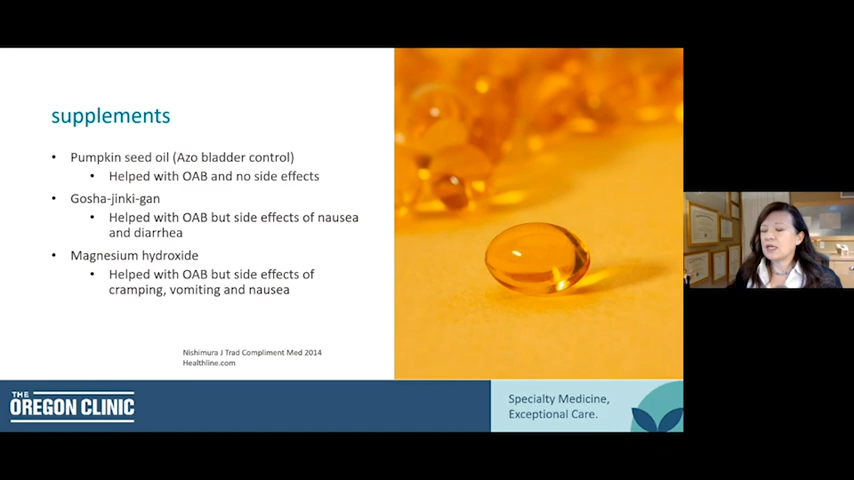 supplements
• Pumpkin seed oil (Azo bladder control)
• Helped with OAB and no side effects
• Gosha-jinki-gan
• Helped with OAB but side effects of nausea
and diarrhea
• Magnesium hydroxide
• Helped with OAB but side effects of
cramping, vomiting and nausea
Nishimura J Trad Compliment Med 2014
Healthline.com
THE
OREGON CLINIC
Specialty Medicine,
Exceptional Care.